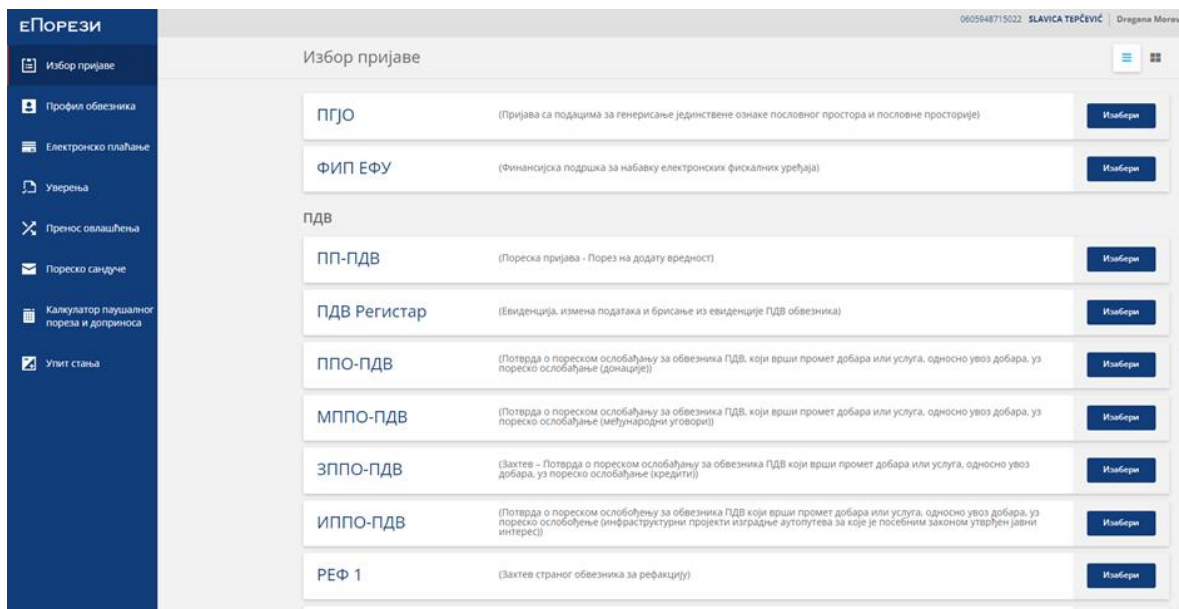 еПорези
0605948715022 SLAVICA TEPČEVIĆ Dragana Morav
Избор пријаве
Профил обвезника
Електронско плаћање
Уверења
Пренос овлашћења
Пореско сандуче
Калкулатор паушалног
пореза и доприноса
Упит стања
Избор пријаве
ПГЈО (Пријава са подацима за генерисање јединствене ознаке пословног простора и пословне просторије) Изабери
ФИП ЕФУ (Финансијска подршка за набавку електронских фискалних уређаја) Изабери
ПДВ
ПП-ПДВ (Пореска пријава - Порез на додату вредност) Изабери
ПДВ Регистар (Евиденција, измена података и брисање из евиденције ПДВ обвезника) Изабери
ППО-ПДВ (Потврда о пореском ослобађању за обвезника ПДВ, који врши промет добара или услуга, односно увоз добара, уз
пореско ослобађање (донације)) Изабери
МППО-ПДВ (Потврда о пореском ослобађању за обвезника ПДВ, који врши промет добара или услуга, односно увоз добара, уз
пореско ослобађање (међународни уговори)) Изабери
ЗППО-ПДВ (Захтев – Потврда о пореском ослобађању за обвезника ПДВ који врши промет добара или услуга, односно увоз
добара, уз пореско ослобађање (кредити)) Изабери
ИППО-ПДВ (Потврда о пореском ослобођењу за обвезника ПДВ који врши промет добара или услуга, односно увоз добара, уз
пореско ослобођење (инфраструктурни пројекти изградње аутопутева за које је посебним законом утврђен јавни
интерес)) Изабери
РЕФ 1 (Захтев страног обвезника за рефакцију) Изабери